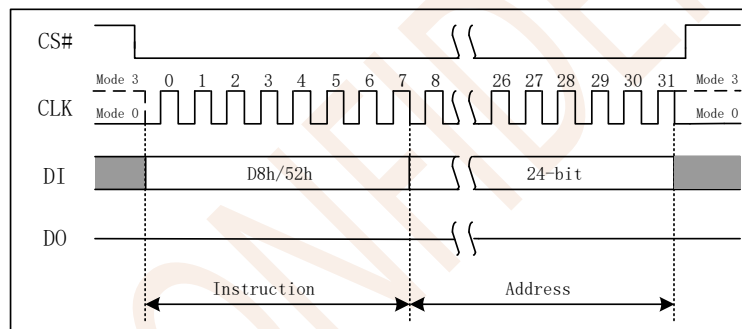 CS#
Mode 3 0 1 2 3 4 5 6 7 8 26 27 28 29 30 31 Mode 3
CLK
Mode 0 Mode 0
DI D8h/52h 24-bit
DO
Instruction Address